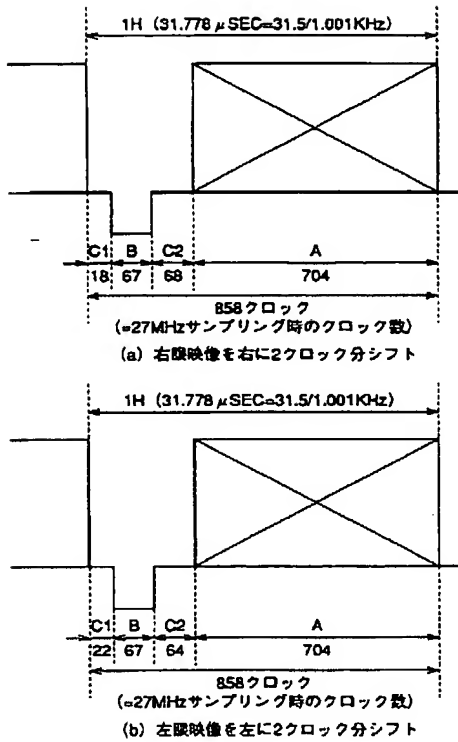 1H (31.778 μSEC=31.5/1.001KHz)
C1 B C2 A
18 67 68 704
858クロック
(=27MHzサンプリング時のクロック数)
(a) 右眼映像を右に2クロック分シフト
1H (31.778 μSEC=31.5/1.001KHz)
C1 B C2 A
22 67 64 704
858クロック
(=27MHzサンプリング時のクロック数)
(b) 左眼映像を左に2クロック分シフト